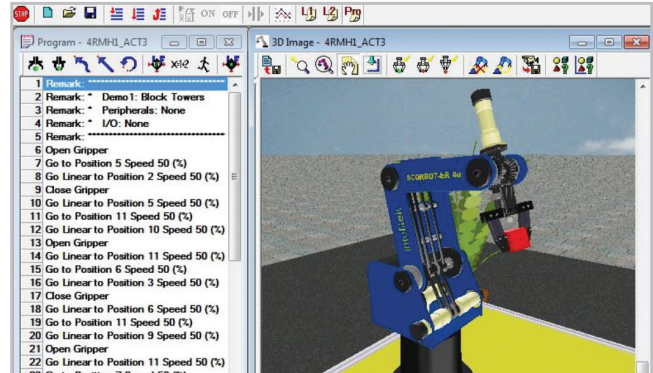 STOP ON OFF L1 L2 Pro
Program - 4RMH1_ACT3
1 Remark: **********************************
2 Remark: *    Demo1: Block Towers
3 Remark: *    Peripherals: None
4 Remark: *    I/O: None
5 Remark: **********************************
6 Open Gripper
7 Go to Position 5 Speed 50 (%)
8 Go Linear to Position 2 Speed 50 (%)
9 Close Gripper
10 Go Linear to Position 5 Speed 50 (%)
11 Go to Position 11 Speed 50 (%)
12 Go Linear to Position 10 Speed 50 (%)
13 Open Gripper
14 Go Linear to Position 11 Speed 50 (%)
15 Go to Position 6 Speed 50 (%)
16 Go Linear to Position 3 Speed 50 (%)
17 Close Gripper
18 Go Linear to Position 6 Speed 50 (%)
19 Go to Position 11 Speed 50 (%)
20 Go Linear to Position 9 Speed 50 (%)
21 Open Gripper
22 Go Linear to Position 11 Speed 50 (%)
3D Image - 4RMH1_ACT3
SCORBOT-ER 4u
intelitek